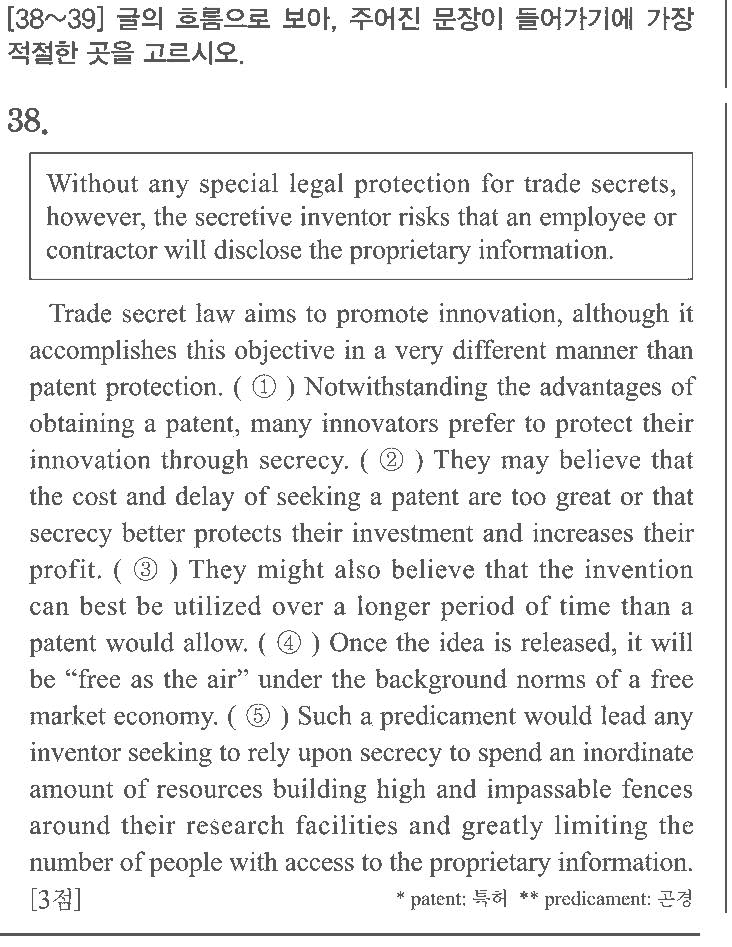 [38～39] 글의 흐름으로 보아, 주어진 문장이 들어가기에 가장
적절한 곳을 고르시오.
38.
Without any special legal protection for trade secrets,
however, the secretive inventor risks that an employee or
contractor will disclose the proprietary information.
Trade secret law aims to promote innovation, although it
accomplishes this objective in a very different manner than
patent protection. ( ① ) Notwithstanding the advantages of
obtaining a patent, many innovators prefer to protect their
innovation through secrecy. ( ② ) They may believe that
the cost and delay of seeking a patent are too great or that
secrecy better protects their investment and increases their
profit. ( ③ ) They might also believe that the invention
can best be utilized over a longer period of time than a
patent would allow. ( ④ ) Once the idea is released, it will
be “free as the air” under the background norms of a free
market economy. ( ⑤ ) Such a predicament would lead any
inventor seeking to rely upon secrecy to spend an inordinate
amount of resources building high and impassable fences
around their research facilities and greatly limiting the
number of people with access to the proprietary information.
[3점] * patent: 특허 ** predicament: 곤경